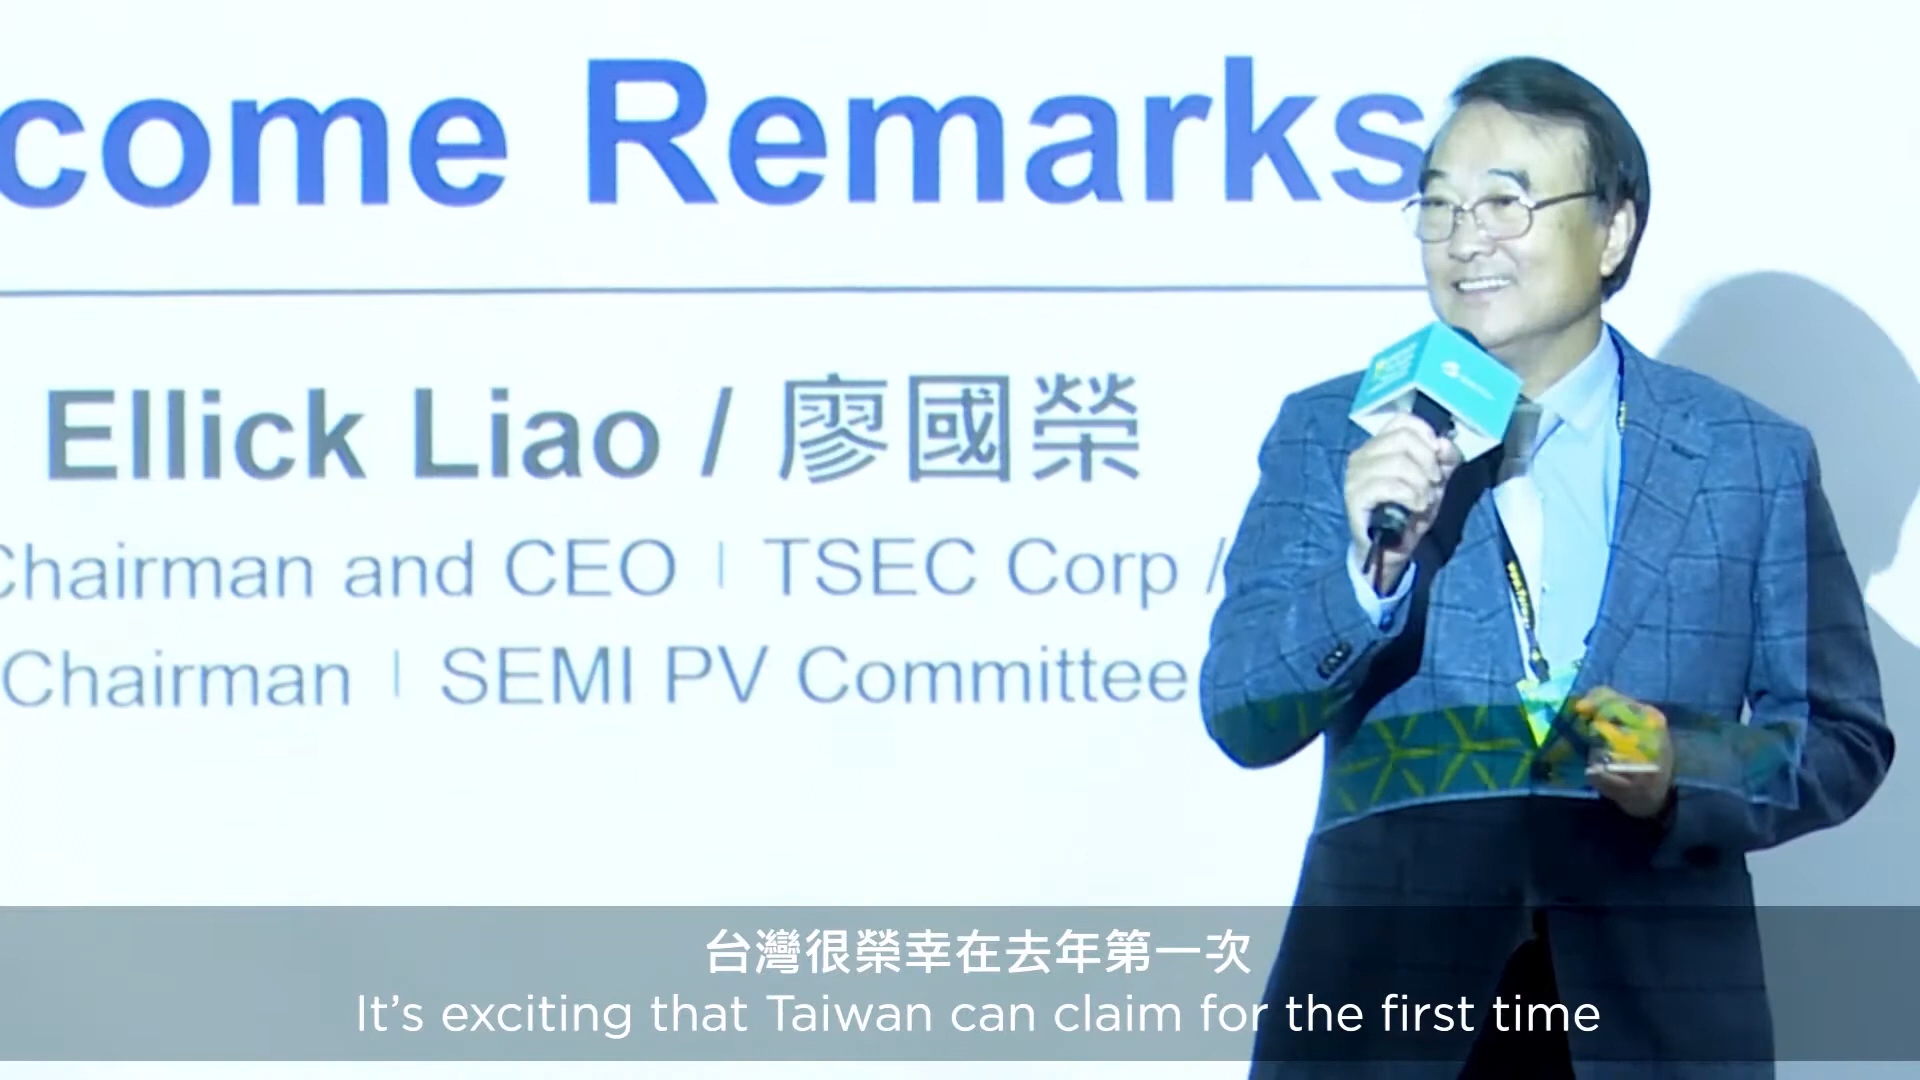 come Remarks
Ellick Liao / 廖國榮
Chairman and CEO | TSEC Corp /
Chairman | SEMI PV Committee
台灣很榮幸在去年第一次
It’s exciting that Taiwan can claim for the first time